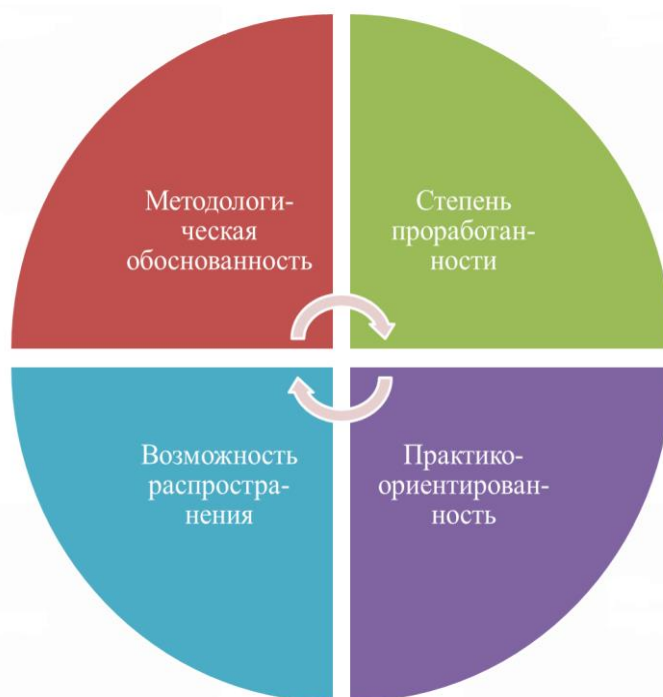 Методологи-
ческая
обоснованность
Степень
проработан-
ности
Возможность
распростра-
нения
Практико-
ориентирован-
ность